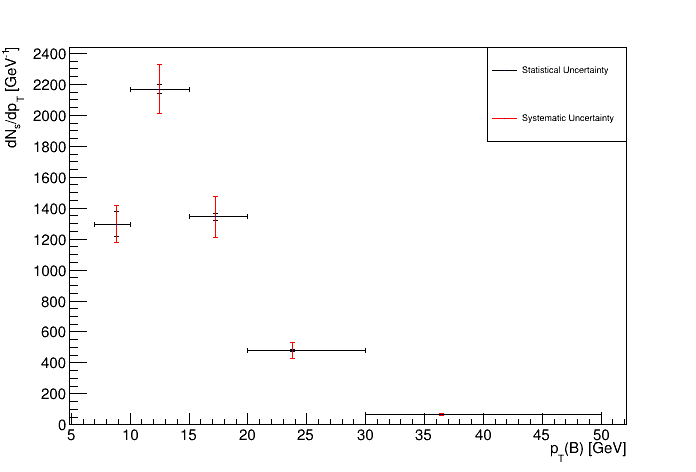 dN_s/dp_T [GeV^-1]
2400
2200
2000
1800
1600
1400
1200
1000
800
600
400
200
0
Statistical Uncertainty
Systematic Uncertainty
5 10 15 20 25 30 35 40 45 50
p_T(B) [GeV]